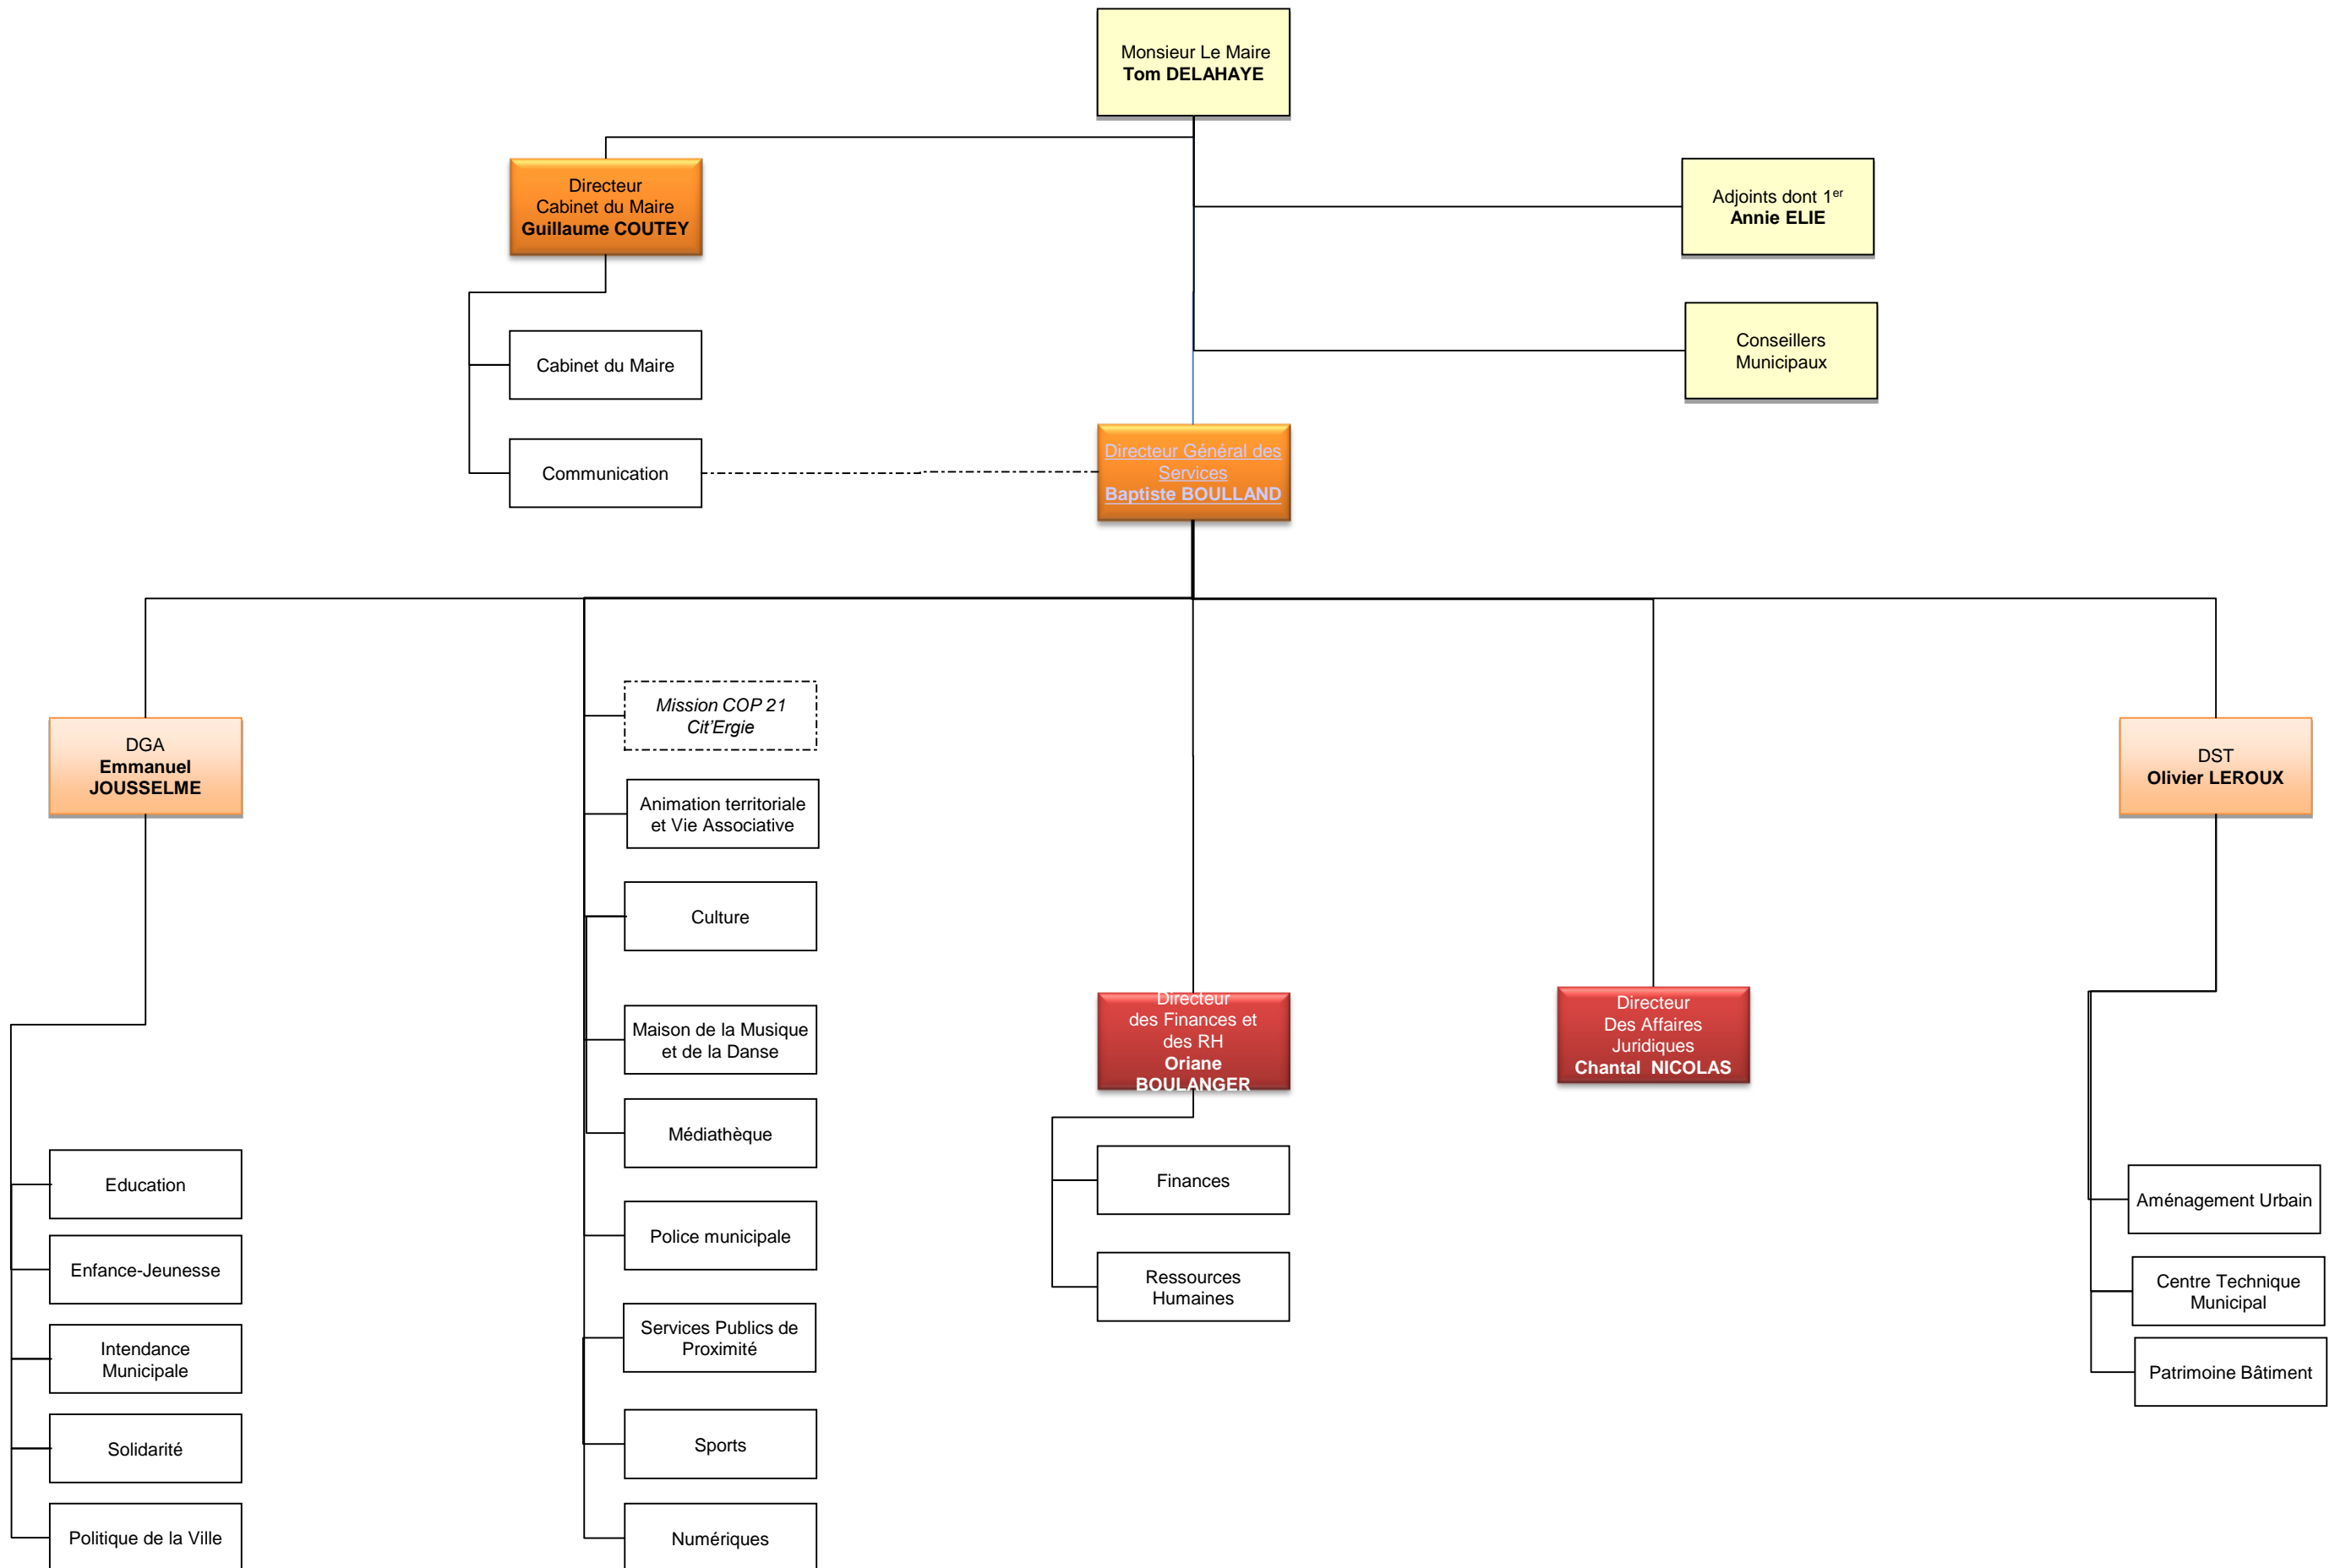 Monsieur Le Maire
Tom DELAHAYE
Directeur
Cabinet du Maire
Guillaume COUTEY
Adjoints dont 1er
Annie ELIE
Cabinet du Maire
Conseillers
Municipaux
Communication
Directeur Général des
Services
Baptiste BOULLAND
DGA
Emmanuel
JOUSSELME
Mission COP 21
Cit'Ergie
Animation territoriale
et Vie Associative
Culture
Maison de la Musique
et de la Danse
Médiathèque
Police municipale
Services Publics de
Proximité
Sports
Numériques
Directeur
des Finances et
des RH
Oriane
BOULANGER
Finances
Ressources
Humaines
Directeur
Des Affaires
Juridiques
Chantal  NICOLAS
DST
Olivier LEROUX
Aménagement Urbain
Centre Technique
Municipal
Patrimoine Bâtiment
Education
Enfance-Jeunesse
Intendance
Municipale
Solidarité
Politique de la Ville